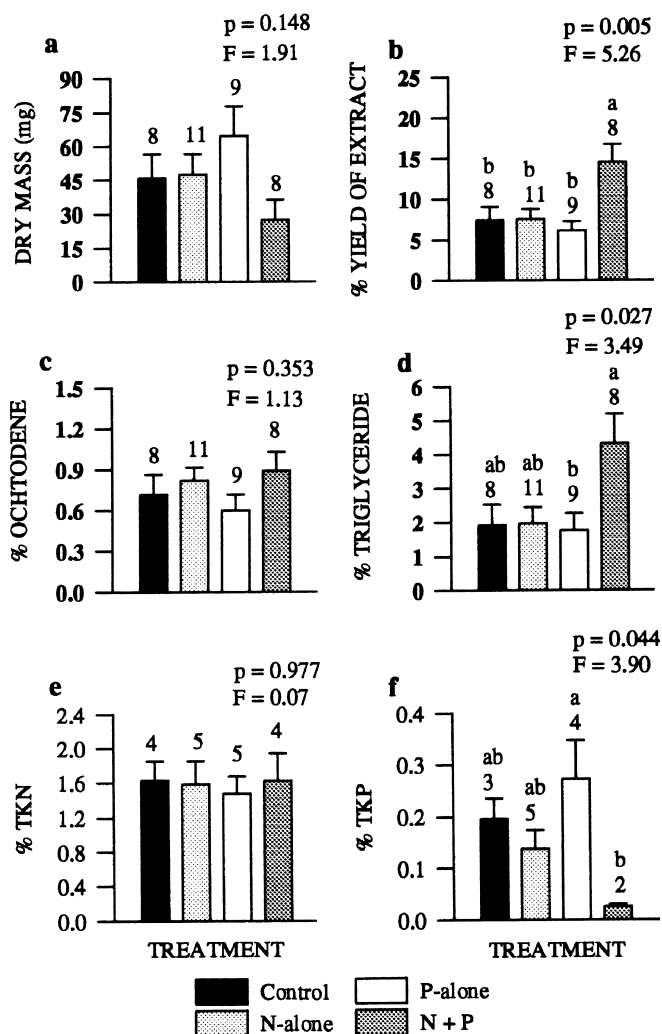 a
p = 0.148
F = 1.91
DRY MASS (mg)
90
75
60
45
30
15
0
8
11
9
8
b
p = 0.005
F = 5.26
% YIELD OF EXTRACT
25
20
15
10
5
0
b
8
b
11
b
9
a
8
c
p = 0.353
F = 1.13
% OCHTODENE
1.5
1.2
0.9
0.6
0.3
0.0
8
11
9
8
d
p = 0.027
F = 3.49
% TRIGLYCERIDE
6
5
4
3
2
1
0
ab
8
ab
11
b
9
a
8
e
p = 0.977
F = 0.07
% TKN
2.4
2.0
1.6
1.2
0.8
0.4
0.0
4
5
5
4
TREATMENT
f
p = 0.044
F = 3.90
% TKP
0.4
0.3
0.2
0.1
0.0
ab
3
ab
5
a
4
b
2
TREATMENT
Control
P-alone
N-alone
N + P